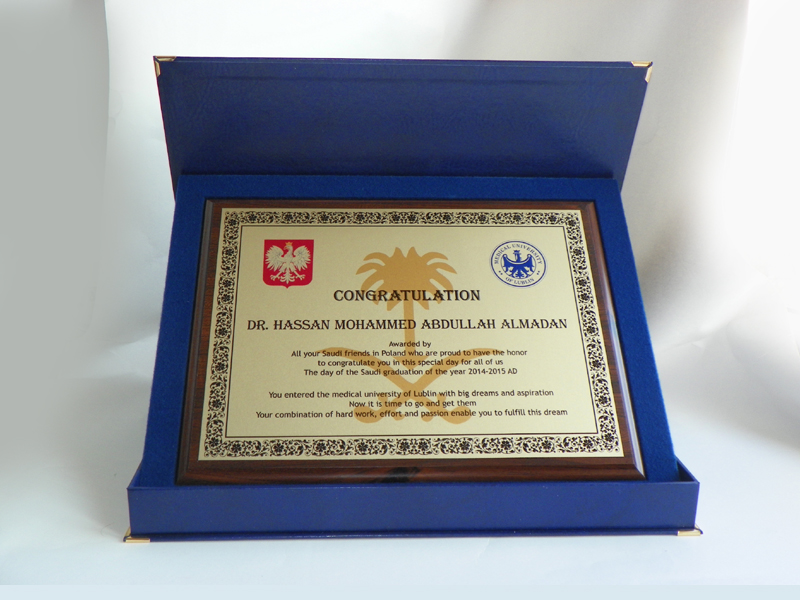 MEDICAL UNIVERSITY
OF LUBLIN
CONGRATULATION
DR. HASSAN MOHAMMED ABDULLAH ALMADAN
Awarded by
All your Saudi friends in Poland who are proud to have the honor
to congratulate you in this special day for all of us
The day of the Saudi graduation of the year 2014-2015 AD
You entered the medical university of Lublin with big dreams and aspiration
Now it is time to go and get them
Your combination of hard work, effort and passion enable you to fulfill this dream